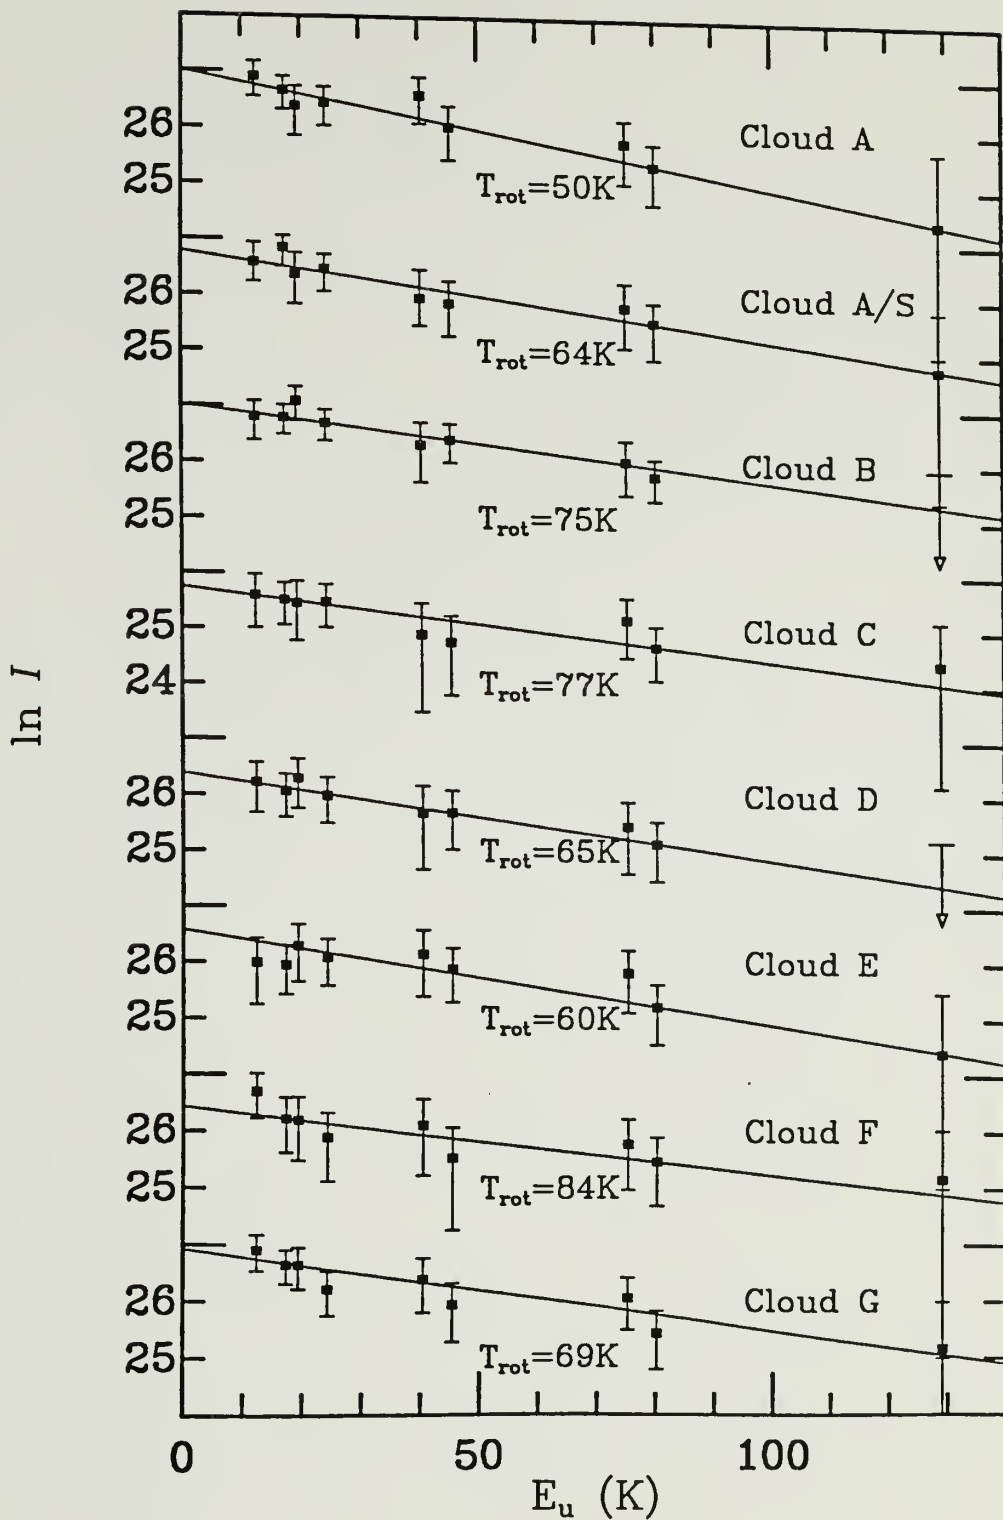 26
Cloud A
25
T_rot=50K
26
Cloud A/S
25
T_rot=64K
26
Cloud B
25
T_rot=75K
25
Cloud C
24
T_rot=77K
ln I
26
Cloud D
25
T_rot=65K
26
Cloud E
25
T_rot=60K
26
Cloud F
25
T_rot=84K
26
Cloud G
25
T_rot=69K
0 50 100
E_u (K)